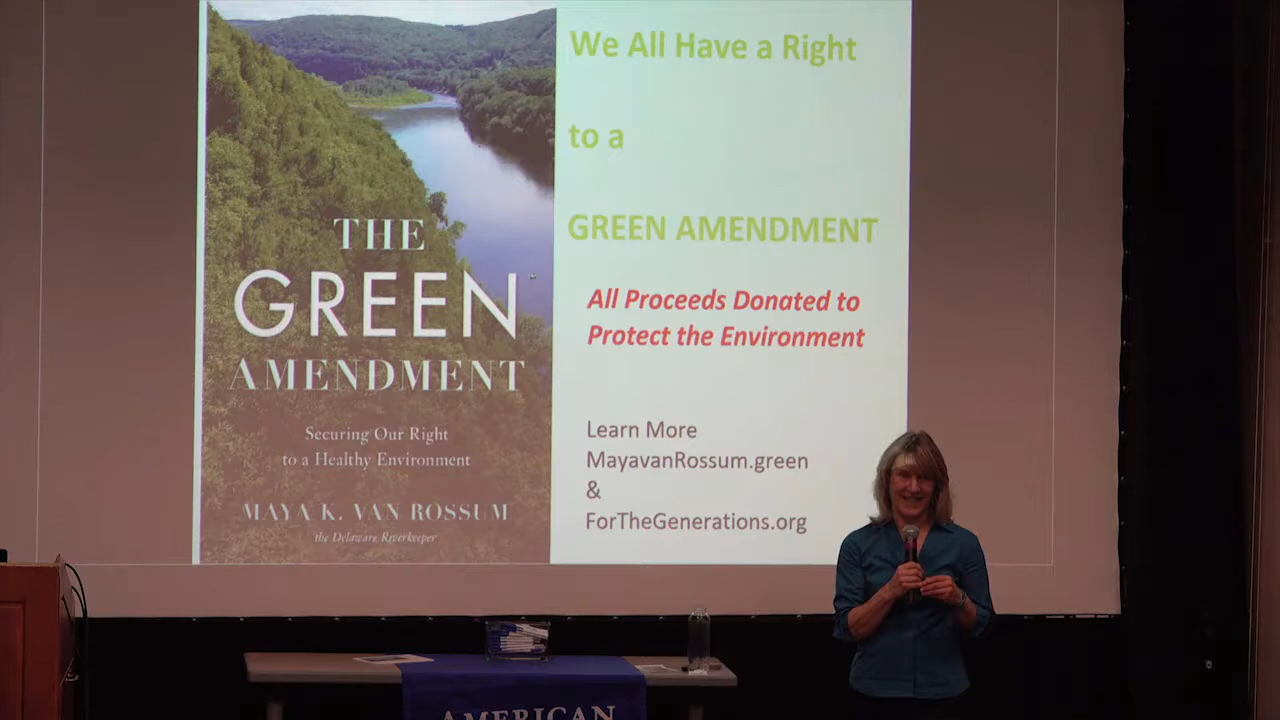 THE
GREEN
AMENDMENT
Securing Our Right
to a Healthy Environment
MAYA K. VAN ROSSUM
the Delaware Riverkeeper
We All Have a Right
to a
GREEN AMENDMENT
All Proceeds Donated to
Protect the Environment
Learn More
MayavanRossum.green
&
ForTheGenerations.org
AMERICAN